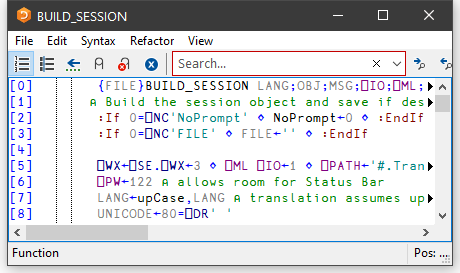 BUILD_SESSION
File Edit Syntax Refactor View
Search...
[0] {FILE}BUILD_SESSION LANG;OBJ;MSG;⎕IO;⎕ML;
[1] ⍝ Build the session object and save if des
[2] :If 0=⎕NC'NoPrompt' ⋄ NoPrompt←0 ⋄ :EndIf
[3] :If 0=⎕NC'FILE' ⋄ FILE←'' ⋄ :EndIf
[4]
[5] ⎕WX←⎕SE.⎕WX←3 ⋄ ⎕ML ⎕IO←1 ⋄ ⎕PATH←'#.Tran
[6] ⎕PW←122 ⍝ allows room for Status Bar
[7] LANG←upCase,LANG ⍝ translation assumes up
[8] UNICODE←80=⎕DR' '
Function Pos: ...